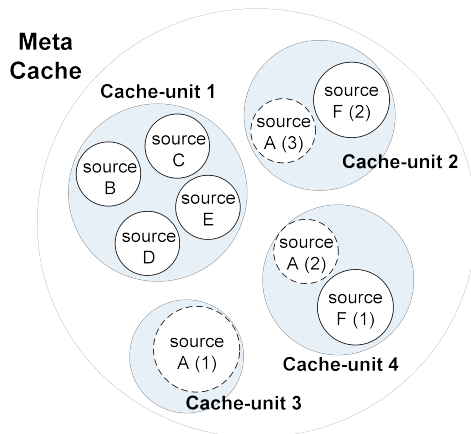 Meta
Cache
Cache-unit 1
source
C
source
B
source
E
source
D
source
F (2)
source
A (3)
Cache-unit 2
source
A (2)
source
F (1)
Cache-unit 4
source
A (1)
Cache-unit 3